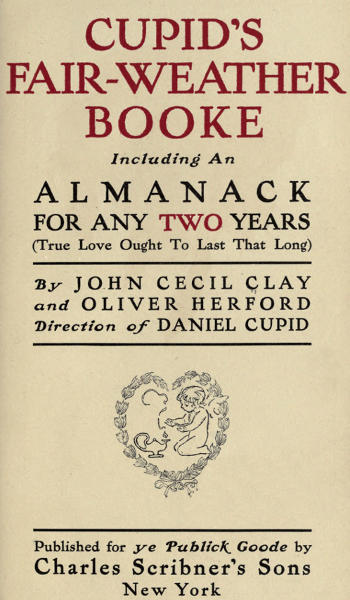 CUPID'S
FAIR-WEATHER
BOOKE
Including An
ALMANACK
FOR ANY TWO YEARS
(True Love Ought To Last That Long)
By JOHN CECIL CLAY
and OLIVER HERFORD
Direction of DANIEL CUPID
Published for ye Publick Goode by
Charles Scribner's Sons
New York